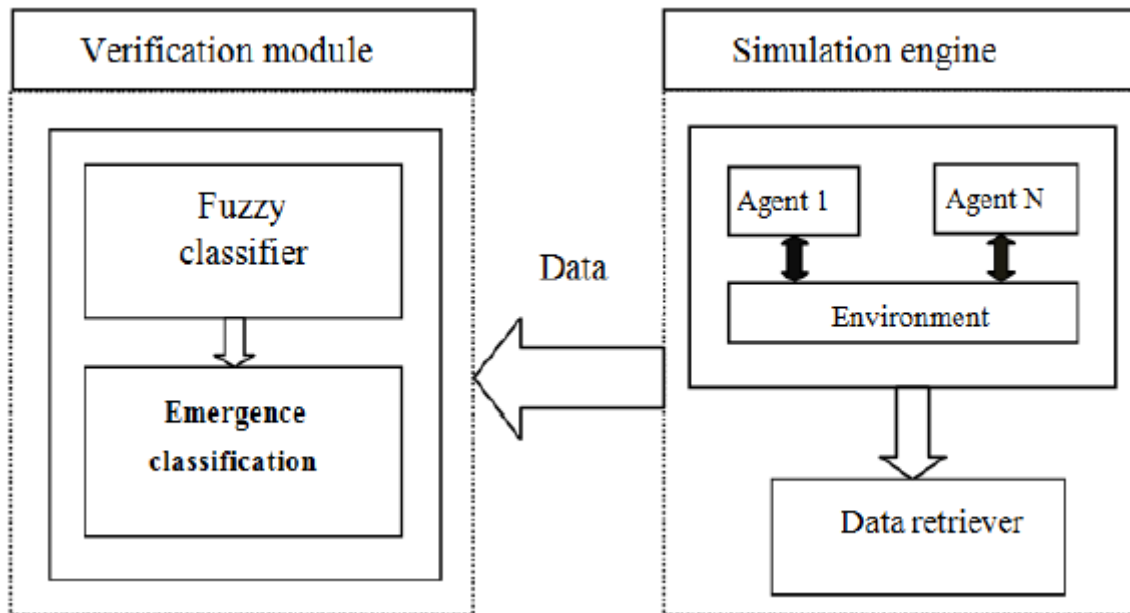 Verification module
Fuzzy
classifier
Emergence
classification
Data
Simulation engine
Agent 1
Agent N
Environment
Data retriever